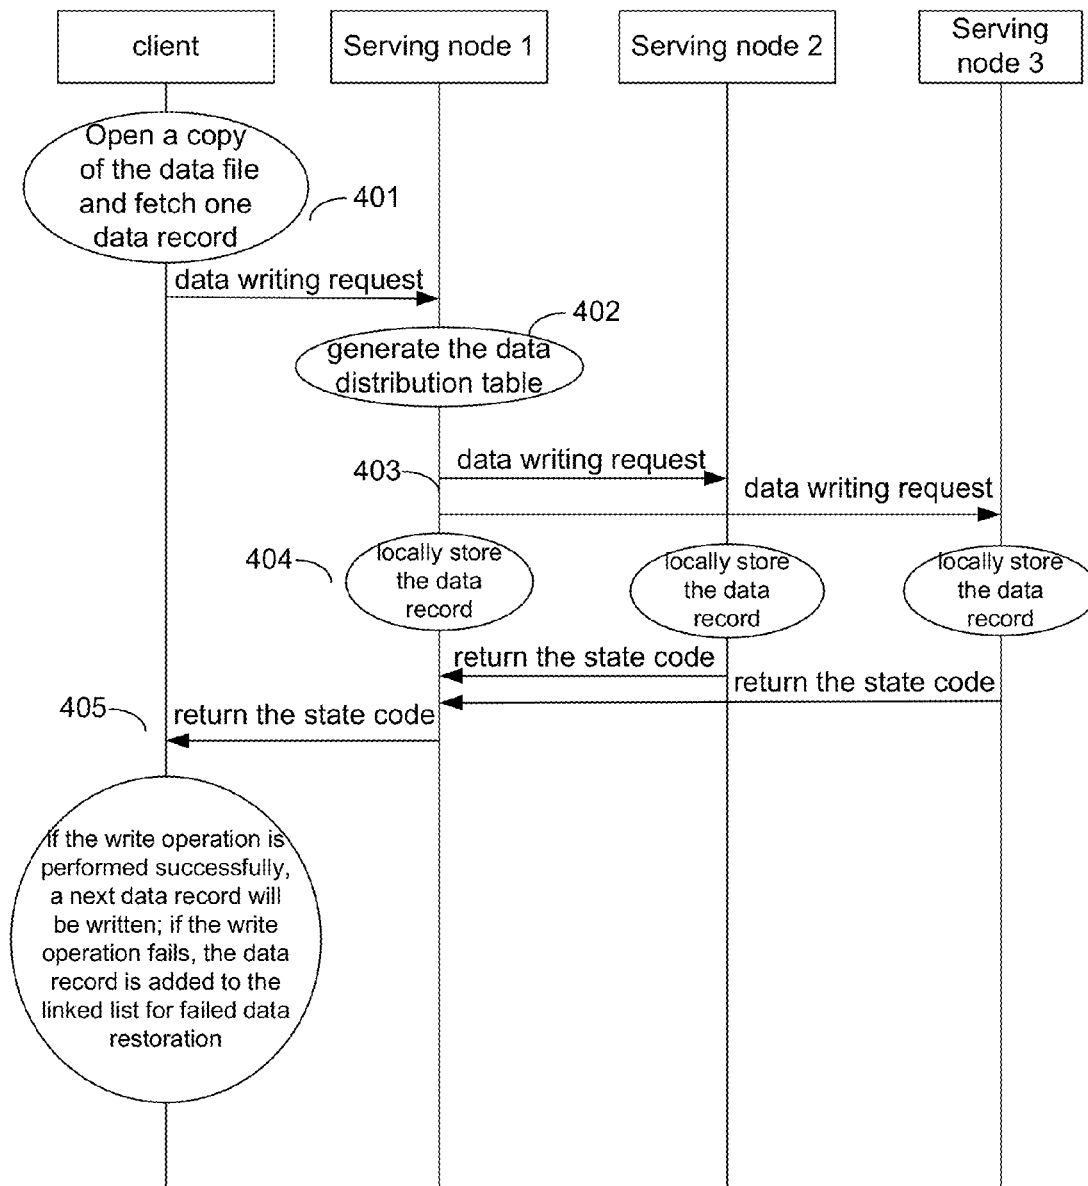 client
Serving node 1
Serving node 2
Serving
node 3
Open a copy
of the data file
and fetch one
data record
401
data writing request
402
generate the data
distribution table
403
data writing request
data writing request
404
locally store
the data
record
locally store
the data
record
locally store
the data
record
return the state code
return the state code
405
return the state code
If the write operation is
performed successfully,
a next data record will
be written; if the write
operation fails, the data
record is added to the
linked list for failed data
restoration